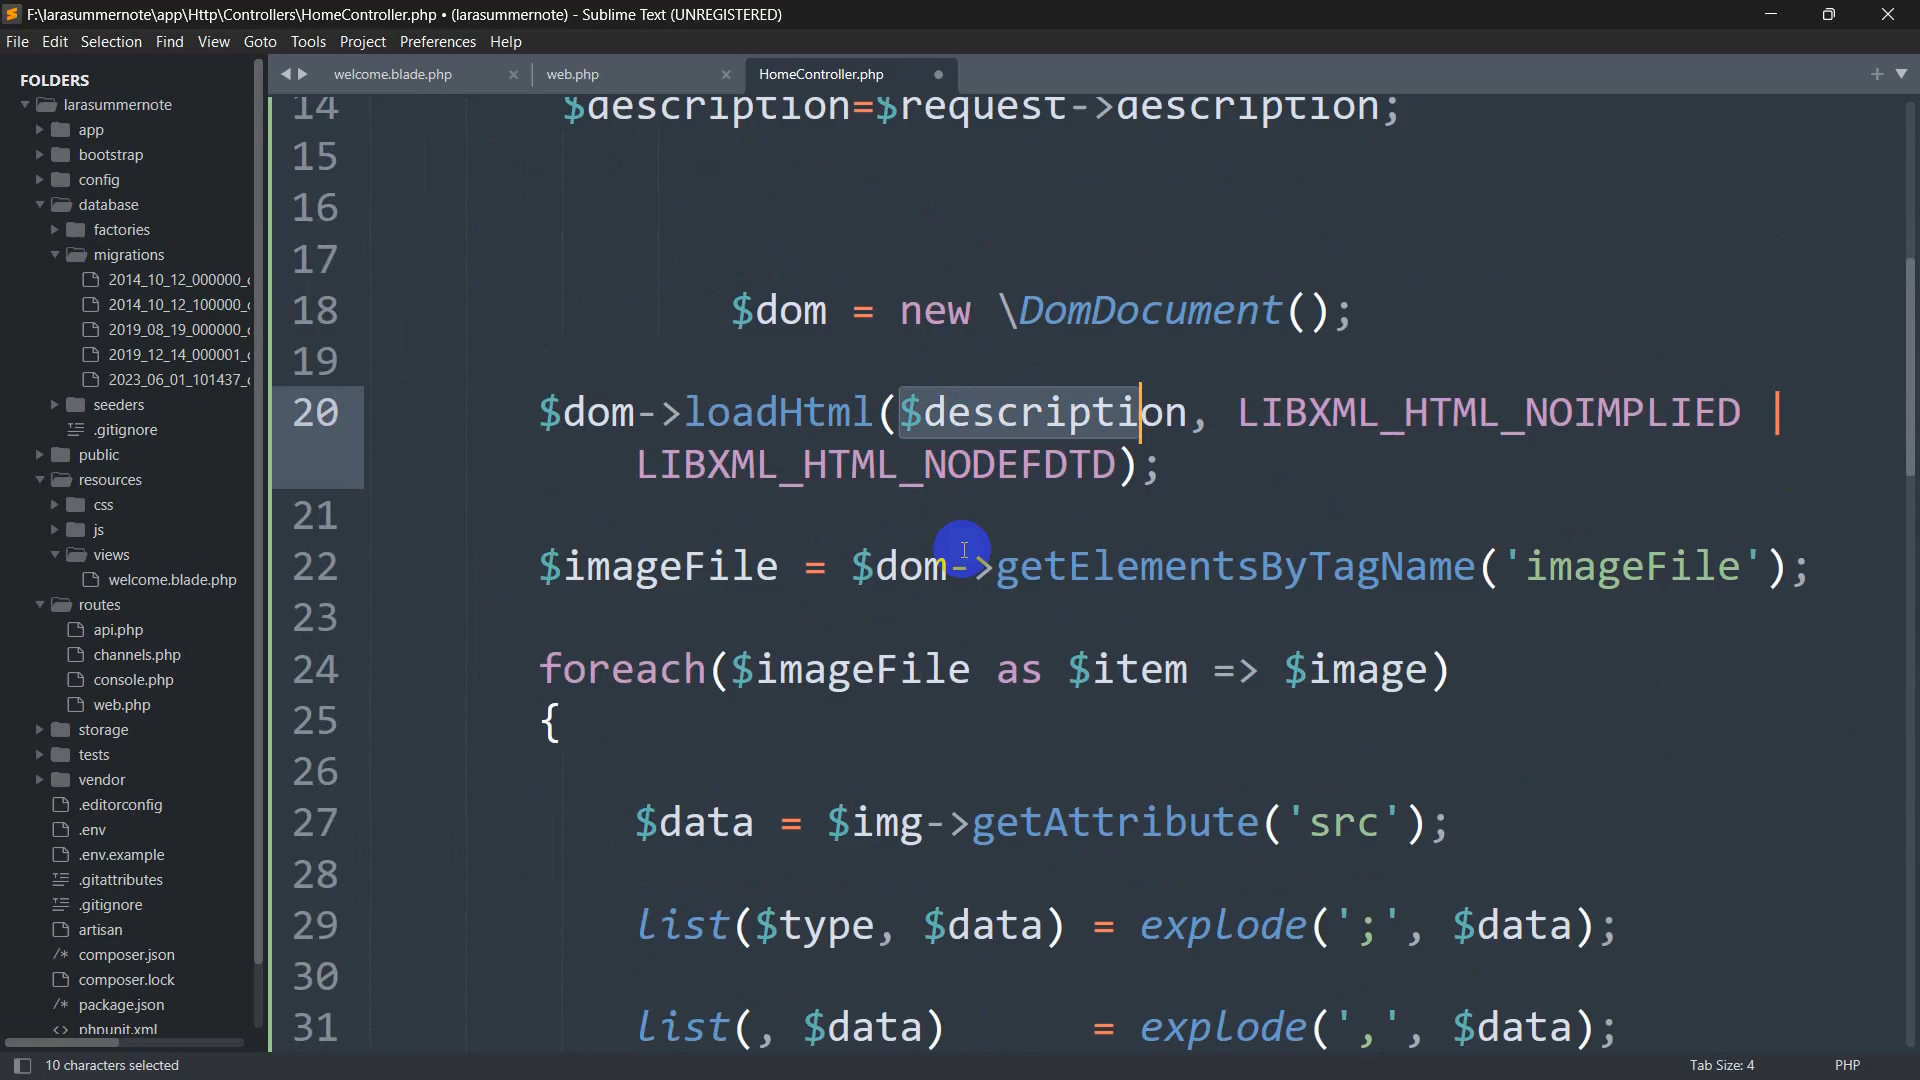 F:\larasummernote\app\Http\Controllers\HomeController.php • (larasummernote) - Sublime Text (UNREGISTERED)
File Edit Selection Find View Goto Tools Project Preferences Help
FOLDERS
larasummernote
app
bootstrap
config
database
factories
migrations
2014_10_12_000000_
2014_10_12_100000_
2019_08_19_000000_
2019_12_14_000001_
2023_06_01_101437_
seeders
.gitignore
public
resources
css
js
views
welcome.blade.php
routes
api.php
channels.php
console.php
web.php
storage
tests
vendor
.editorconfig
.env
.env.example
.gitattributes
.gitignore
artisan
composer.json
composer.lock
package.json
phpunit.xml
welcome.blade.php web.php HomeController.php
14 $description=$request->description;
15
16
17
18 $dom = new \DomDocument();
19
20 $dom->loadHtml($description, LIBXML_HTML_NOIMPLIED |
LIBXML_HTML_NODEFDTD);
21
22 $imageFile = $dom->getElementsByTagName('imageFile');
23
24 foreach($imageFile as $item => $image)
25 {
26
27 $data = $img->getAttribute('src');
28
29 list($type, $data) = explode(';', $data);
30
31 list(, $data) = explode(',', $data);
10 characters selected Tab Size: 4 PHP